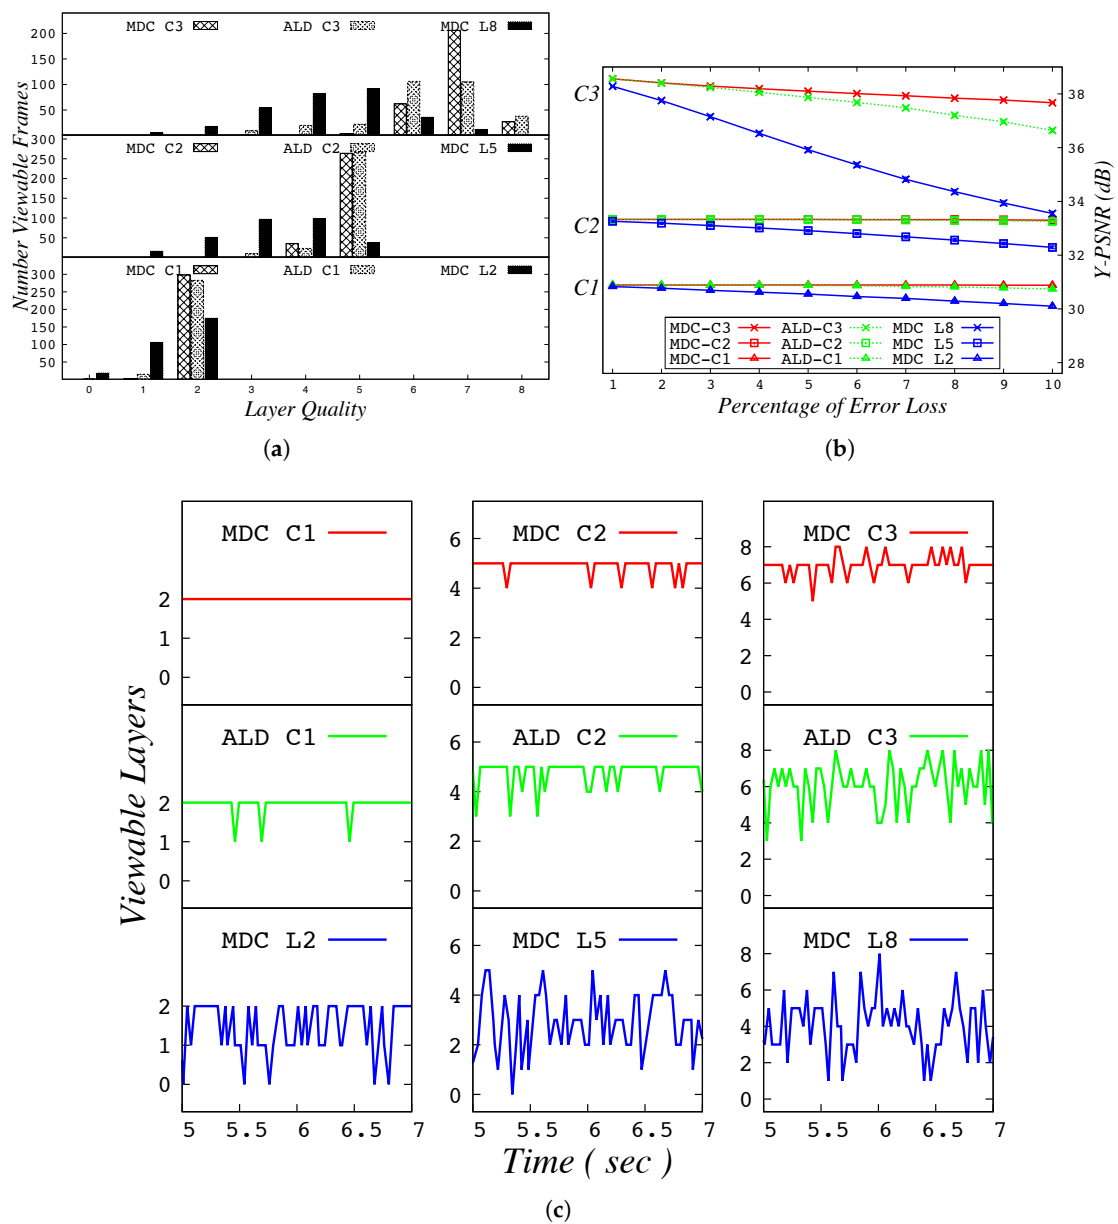 MDC C3 ALD C3 MDC L8
200
150
100
50
MDC C2 ALD C2 MDC L5
300
250
200
150
100
50
MDC C1 ALD C1 MDC L2
300
250
200
150
100
50
0 1 2 3 4 5 6 7 8
Number Viewable Frames
Layer Quality
(a)
C3
C2
C1
38
36
34
32
30
28
Y-PSNR (dB)
MDC-C3 ALD-C3 MDC L8
MDC-C2 ALD-C2 MDC L5
MDC-C1 ALD-C1 MDC L2
1 2 3 4 5 6 7 8 9 10
Percentage of Error Loss
(b)
MDC C1
2
1
0
MDC C2
6
4
2
0
MDC C3
8
6
4
2
0
ALD C1
2
1
0
ALD C2
6
4
2
0
ALD C3
8
6
4
2
0
MDC L2
2
1
0
MDC L5
6
4
2
0
MDC L8
8
6
4
2
0
5 5.5 6 6.5 7
5 5.5 6 6.5 7
5 5.5 6 6.5 7
Viewable Layers
Time ( sec )
(c)